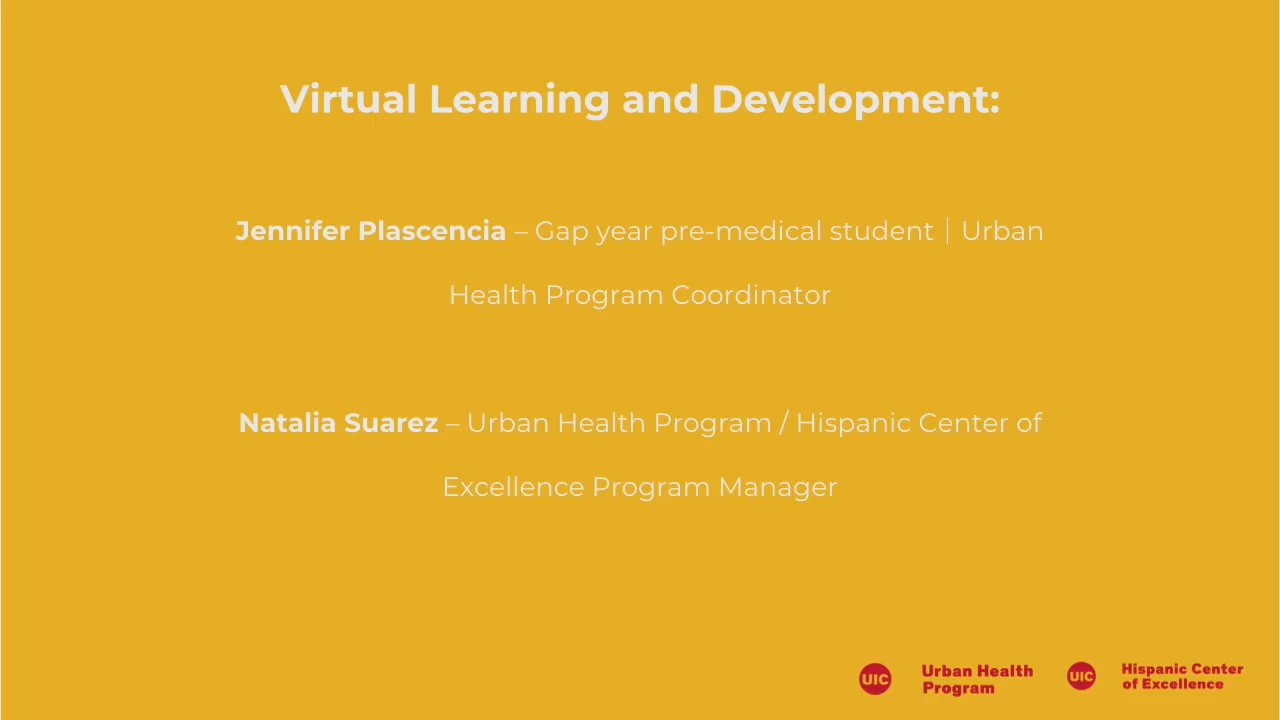 Virtual Learning and Development:
Jennifer Plascencia – Gap year pre-medical student | Urban
Health Program Coordinator
Natalia Suarez – Urban Health Program / Hispanic Center of
Excellence Program Manager
UIC
Urban Health
Program
UIC
Hispanic Center
of Excellence